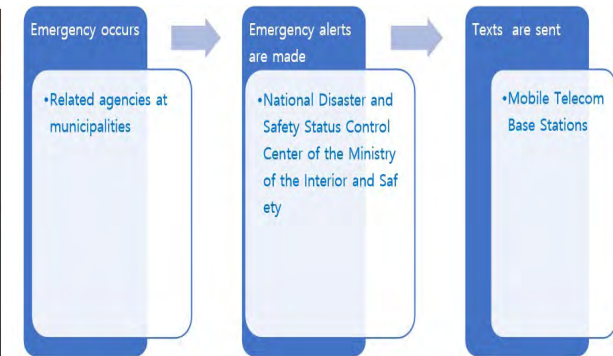 Emergency occurs
•Related agencies at
municipalities
Emergency alerts
are made
•National Disaster and
Safety Status Control
Center of the Ministry
of the Interior and Saf
ety
Texts are sent
•Mobile Telecom
Base Stations